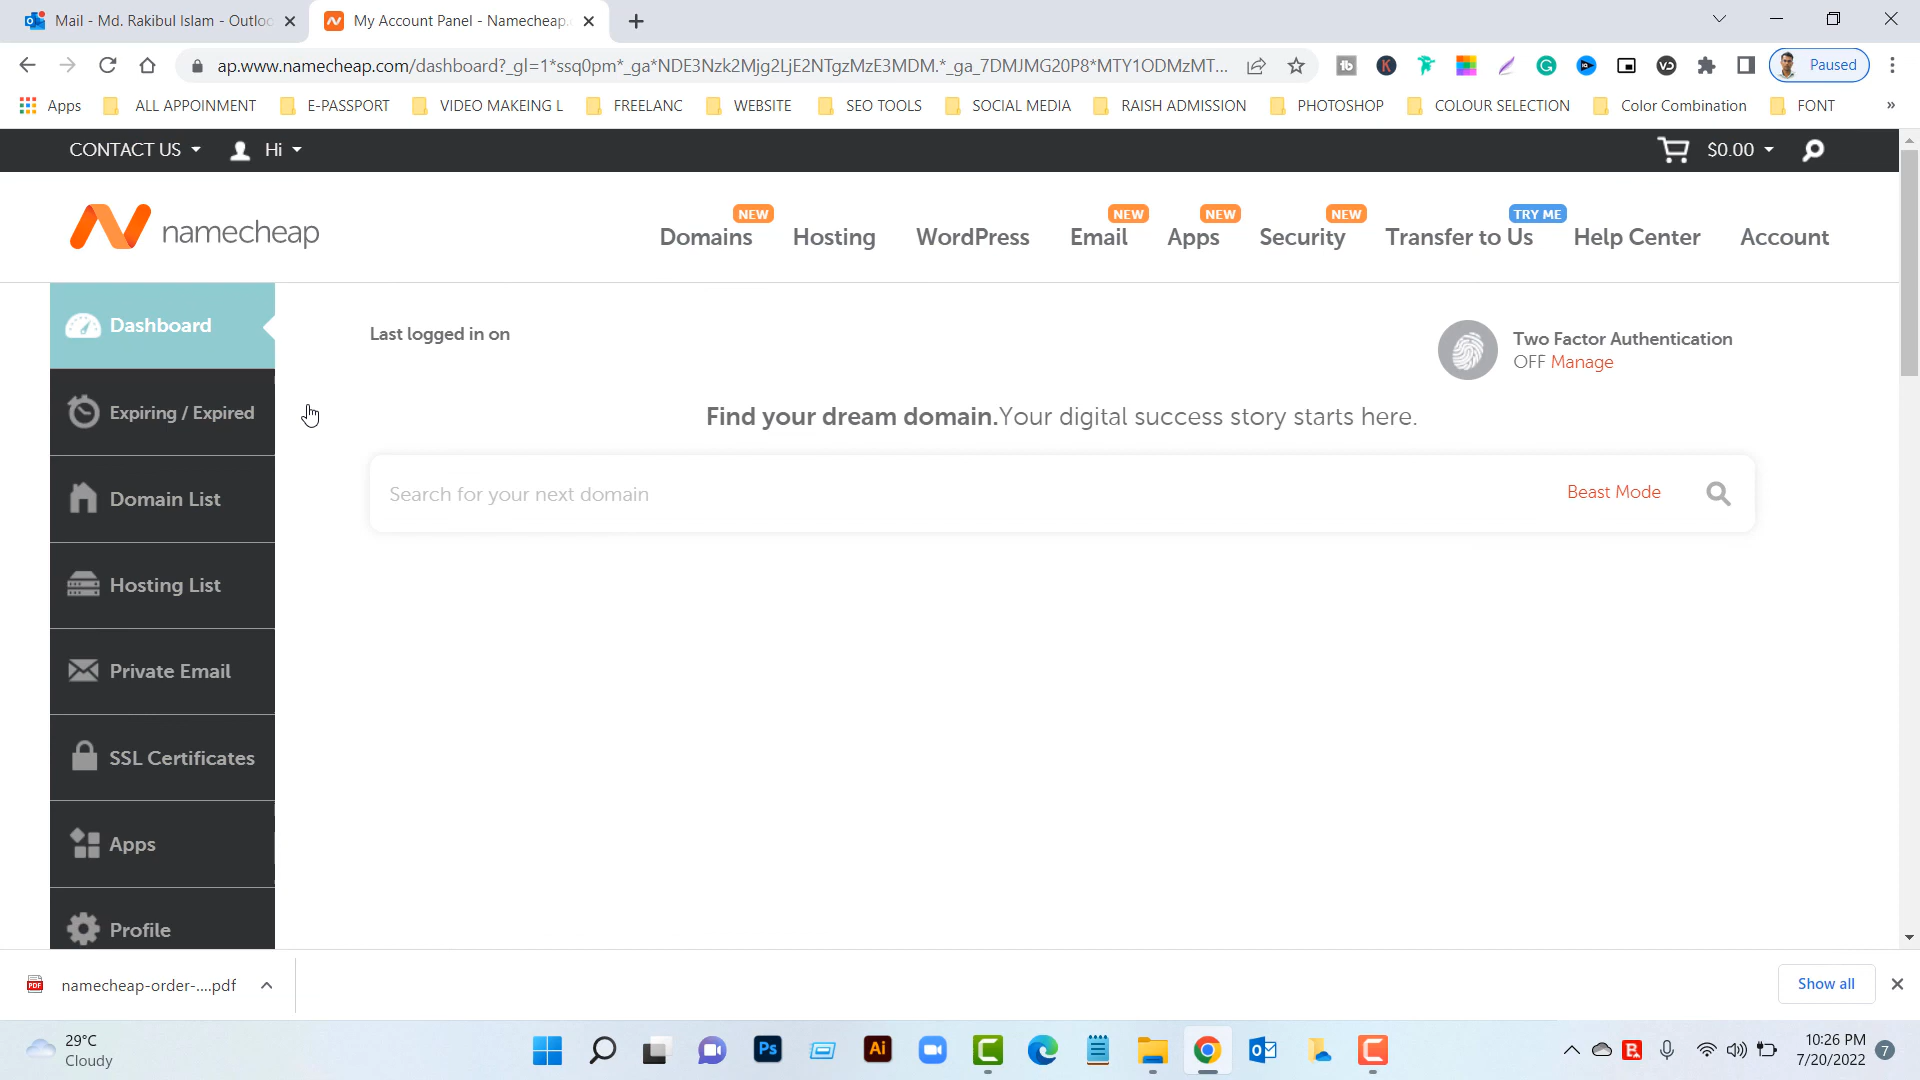 Mail - Md. Rakibul Islam - Outlo
My Account Panel - Namecheap.
ap.www.namecheap.com/dashboard?_gl=1*ssq0pm*_ga*NDE3Nzk2Mjg2LjE2NTgzMzE3MDM.*_ga_7DMJMG20P8*MTY1ODMzMT...
Paused
Apps ALL APPOINMENT E-PASSPORT VIDEO MAKEING L FREELANC WEBSITE SEO TOOLS SOCIAL MEDIA RAISH ADMISSION PHOTOSHOP COLOUR SELECTION Color Combination FONT »
CONTACT US Hi $0.00
namecheap
NEW NEW NEW NEW TRY ME
Domains Hosting WordPress Email Apps Security Transfer to Us Help Center Account
Dashboard
Expiring / Expired
Domain List
Hosting List
Private Email
SSL Certificates
Apps
Profile
Last logged in on
Two Factor Authentication
OFF Manage
Find your dream domain.Your digital success story starts here.
Search for your next domain
Beast Mode
namecheap-order-....pdf
Show all
29°C
Cloudy
Ps
Ai
10:26 PM
7/20/2022
7